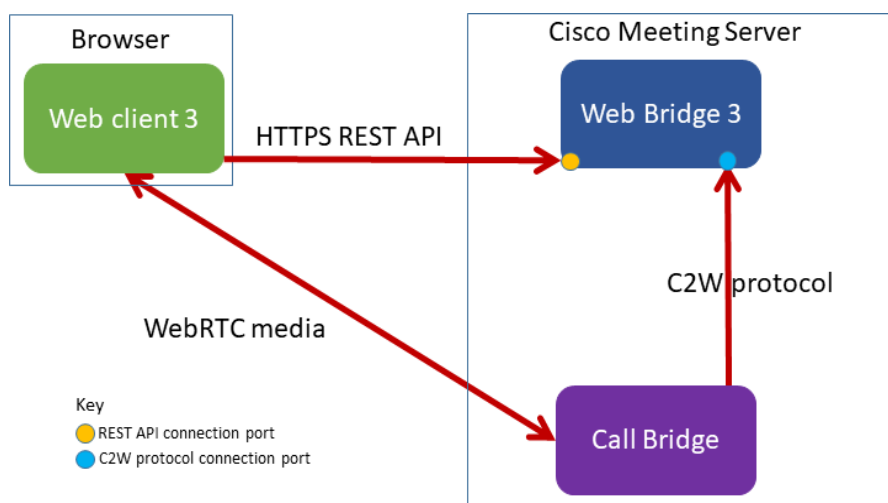 Browser
Cisco Meeting Server
Web client 3
Web Bridge 3
HTTPS REST API
C2W protocol
WebRTC media
Key
REST API connection port
C2W protocol connection port
Call Bridge